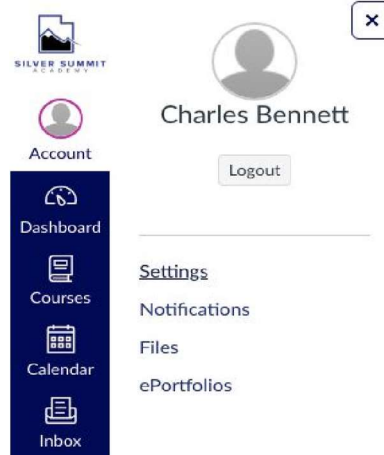 SILVER SUMMIT
ACADEMY
Account
Dashboard
Courses
Calendar
Inbox
Charles Bennett
Logout
Settings
Notifications
Files
ePortfolios